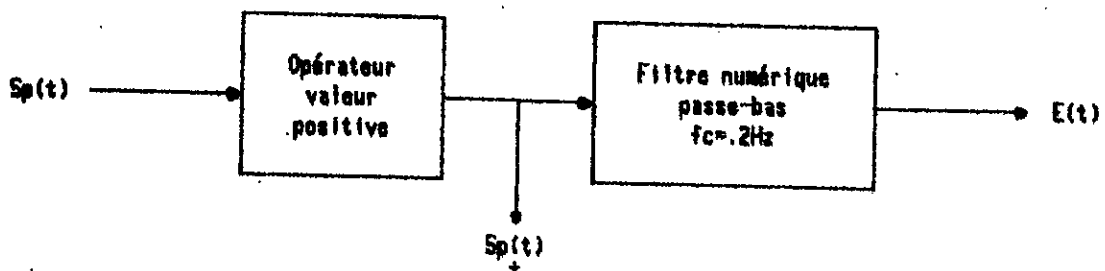 Sp(t)
Opérateur
valeur
positive
Filtre numérique
passe-bas
fc=.2Hz
E(t)
Sp(t)
+